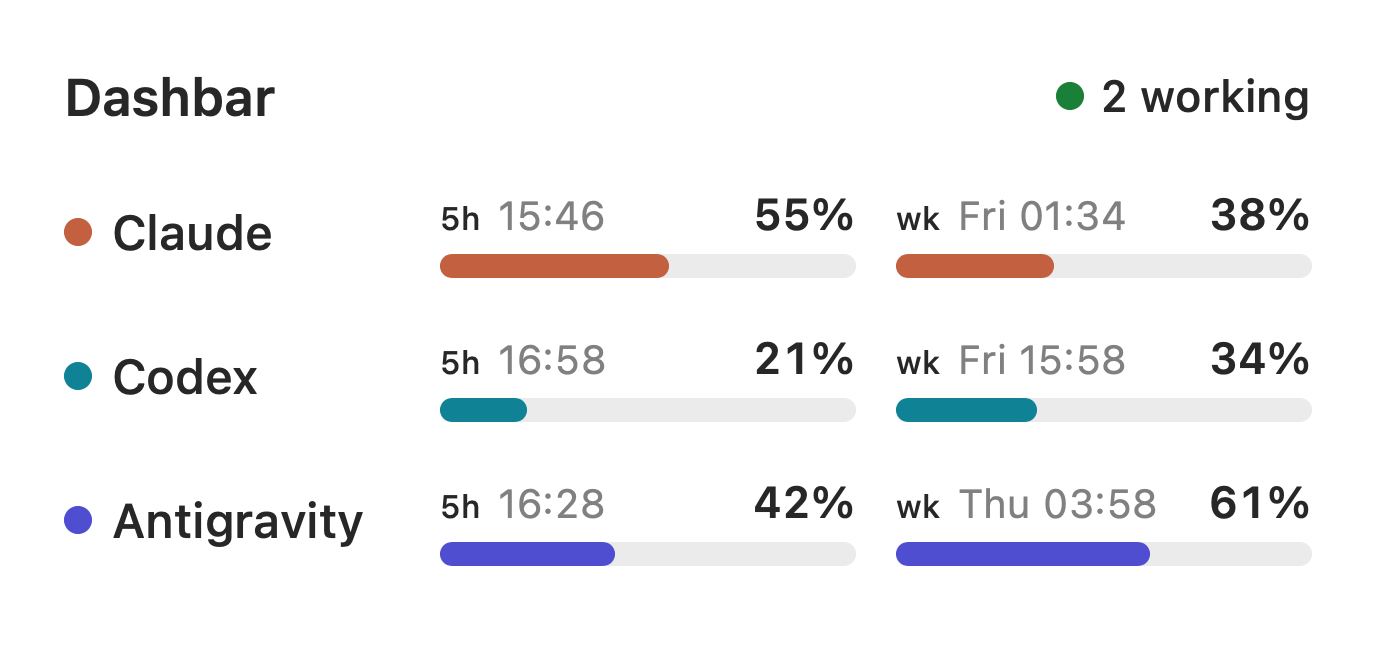 Dashbar 2 working
Claude 5h 15:46 55% wk Fri 01:34 38%
Codex 5h 16:58 21% wk Fri 15:58 34%
Antigravity 5h 16:28 42% wk Thu 03:58 61%